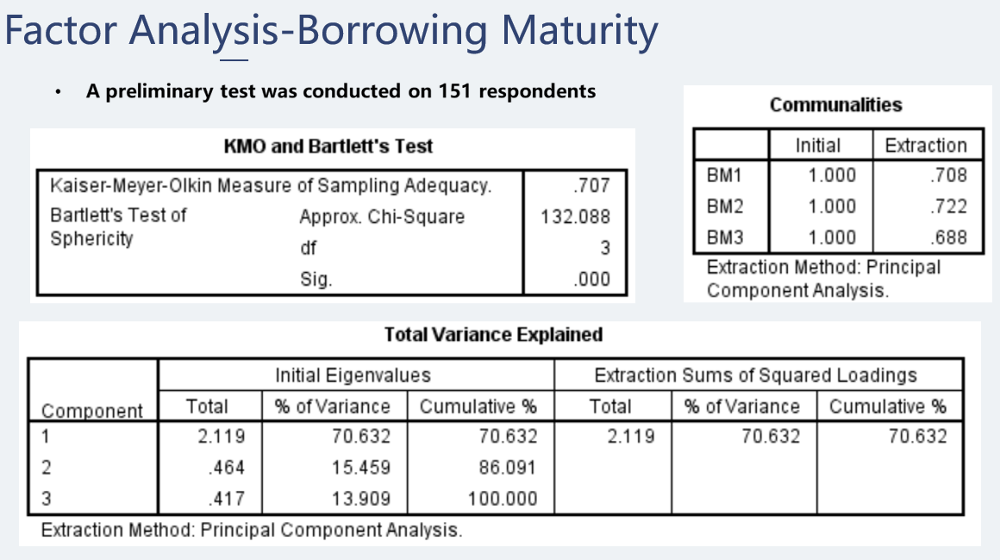 Factor Analysis-Borrowing Maturity
• A preliminary test was conducted on 151 respondents
KMO and Bartlett's Test
Kaiser-Meyer-Olkin Measure of Sampling Adequacy. .707
Bartlett's Test of Sphericity Approx. Chi-Square 132.088
df 3
Sig. .000
Communalities
Initial Extraction
BM1 1.000 .708
BM2 1.000 .722
BM3 1.000 .688
Extraction Method: Principal
Component Analysis.
Total Variance Explained
Initial Eigenvalues Extraction Sums of Squared Loadings
Component Total % of Variance Cumulative % Total % of Variance Cumulative %
1 2.119 70.632 70.632 2.119 70.632 70.632
2 .464 15.459 86.091
3 .417 13.909 100.000
Extraction Method: Principal Component Analysis.